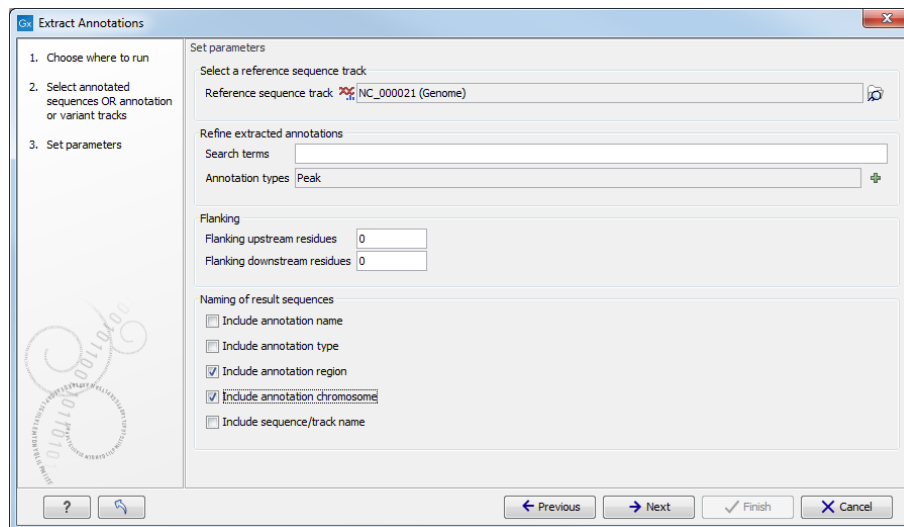 Gx Extract Annotations
X
1. Choose where to run
2. Select annotated
sequences OR annotation
or variant tracks
3. Set parameters
Set parameters
Select a reference sequence track
Reference sequence track NC_000021 (Genome)
Refine extracted annotations
Search terms
Annotation types Peak
Flanking
Flanking upstream residues 0
Flanking downstream residues 0
Naming of result sequences
Include annotation name
Include annotation type
Include annotation region
Include annotation chromosome
Include sequence/track name
? Previous Next Finish Cancel